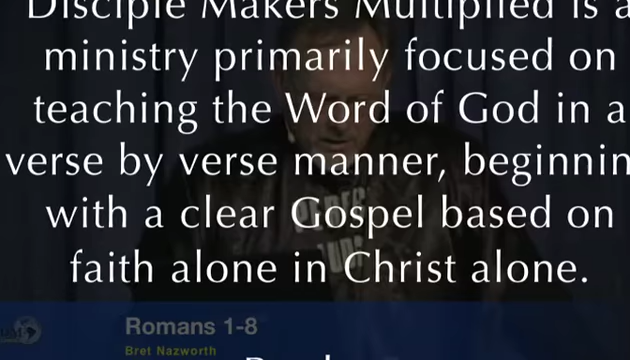 Disciple Makers Multiplied is a
ministry primarily focused on
teaching the Word of God in a
verse by verse manner, beginnin
with a clear Gospel based on
faith alone in Christ alone.
Romans 1-8
Bret Nazworth